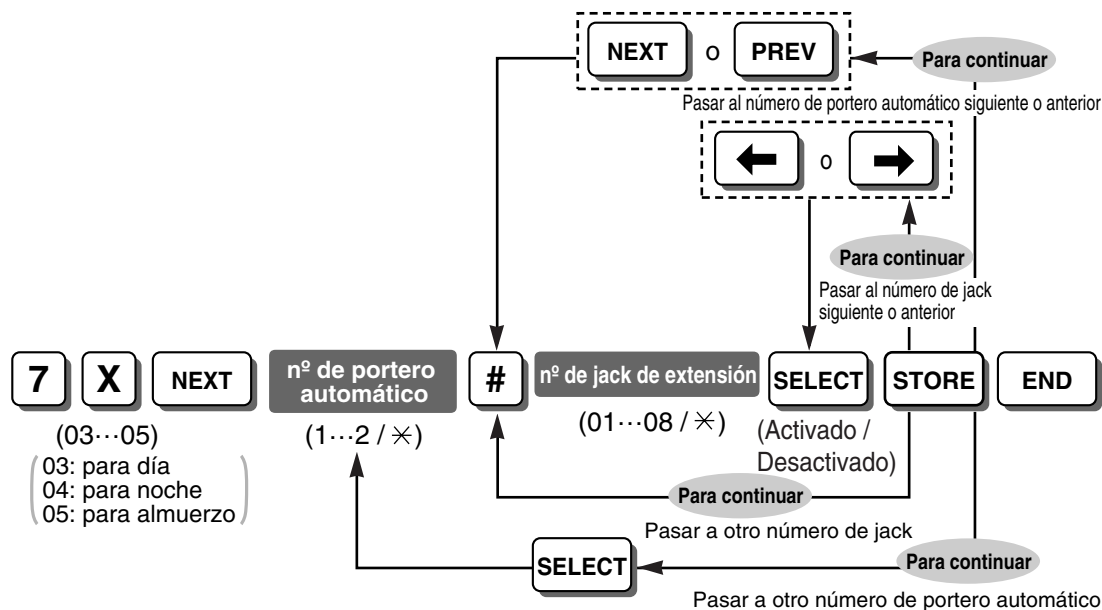 NEXT o PREV
Para continuar
Pasar al número de portero automático siguiente o anterior
← o →
Para continuar
Pasar al número de jack
siguiente o anterior
7 X NEXT nº de portero automático # nº de jack de extensión SELECT STORE END
(03···05)
03: para día
04: para noche
05: para almuerzo
(1···2 / ✳)
(01···08 / ✳)
(Activado /
Desactivado)
Para continuar
Pasar a otro número de jack
SELECT
Para continuar
Pasar a otro número de portero automático